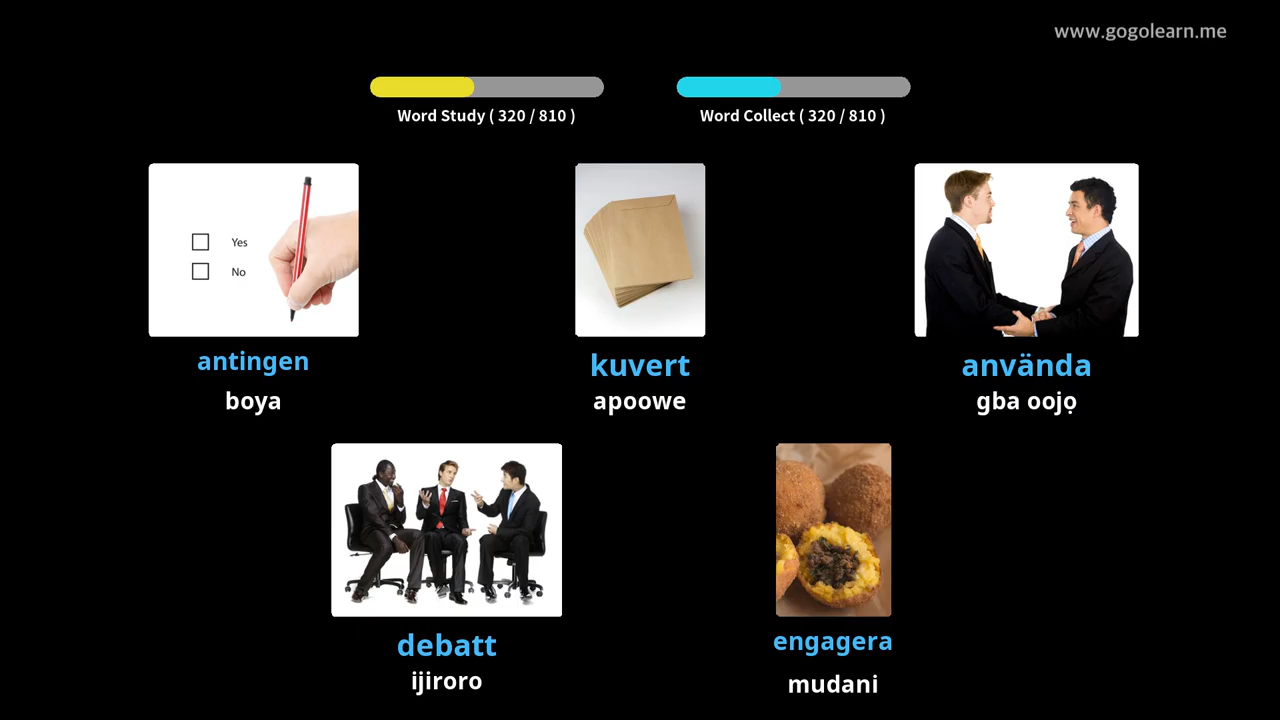 www.gogolearn.me
Word Study ( 320 / 810 )
Word Collect ( 320 / 810 )
Yes
No
antingen
boya
kuvert
apoowe
använda
gba oojọ
debatt
ijiroro
engagera
mudani